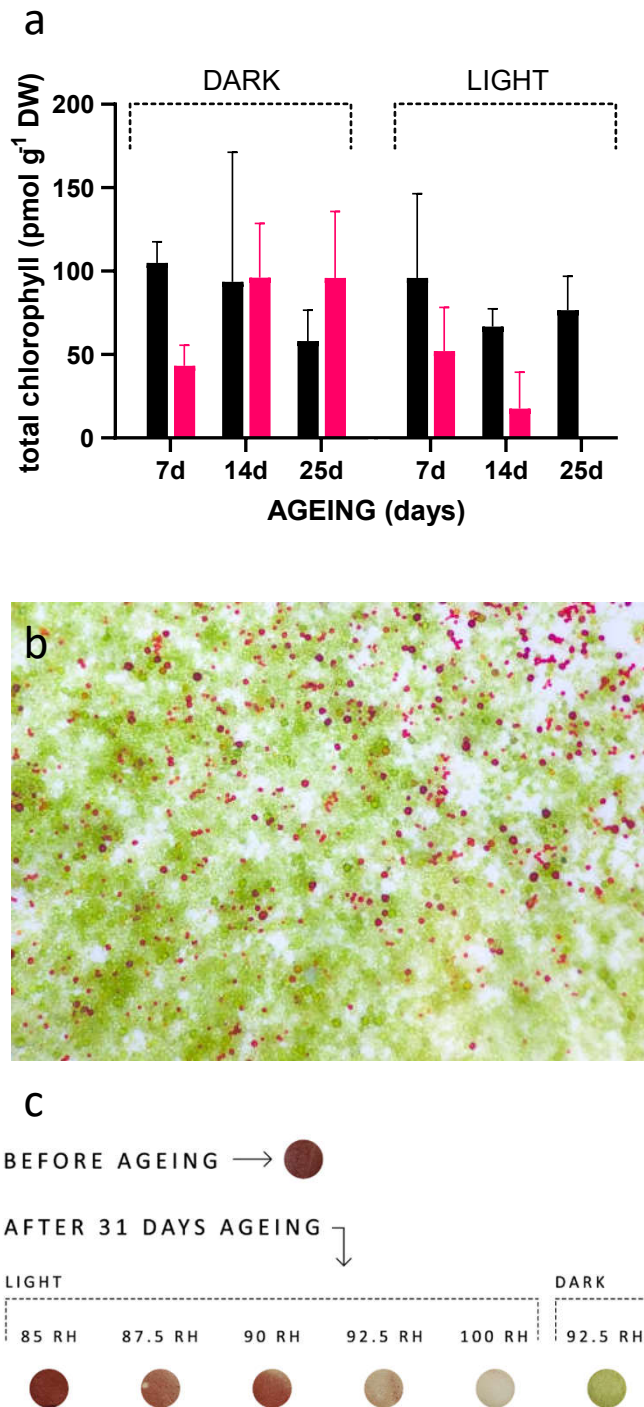 a
DARK LIGHT
200
150
100
50
0
total chlorophyll (pmol g-1 DW)
7d 14d 25d 7d 14d 25d
AGEING (days)
b
c
BEFORE AGEING
AFTER 31 DAYS AGEING
LIGHT DARK
85 RH 87.5 RH 90 RH 92.5 RH 100 RH 92.5 RH